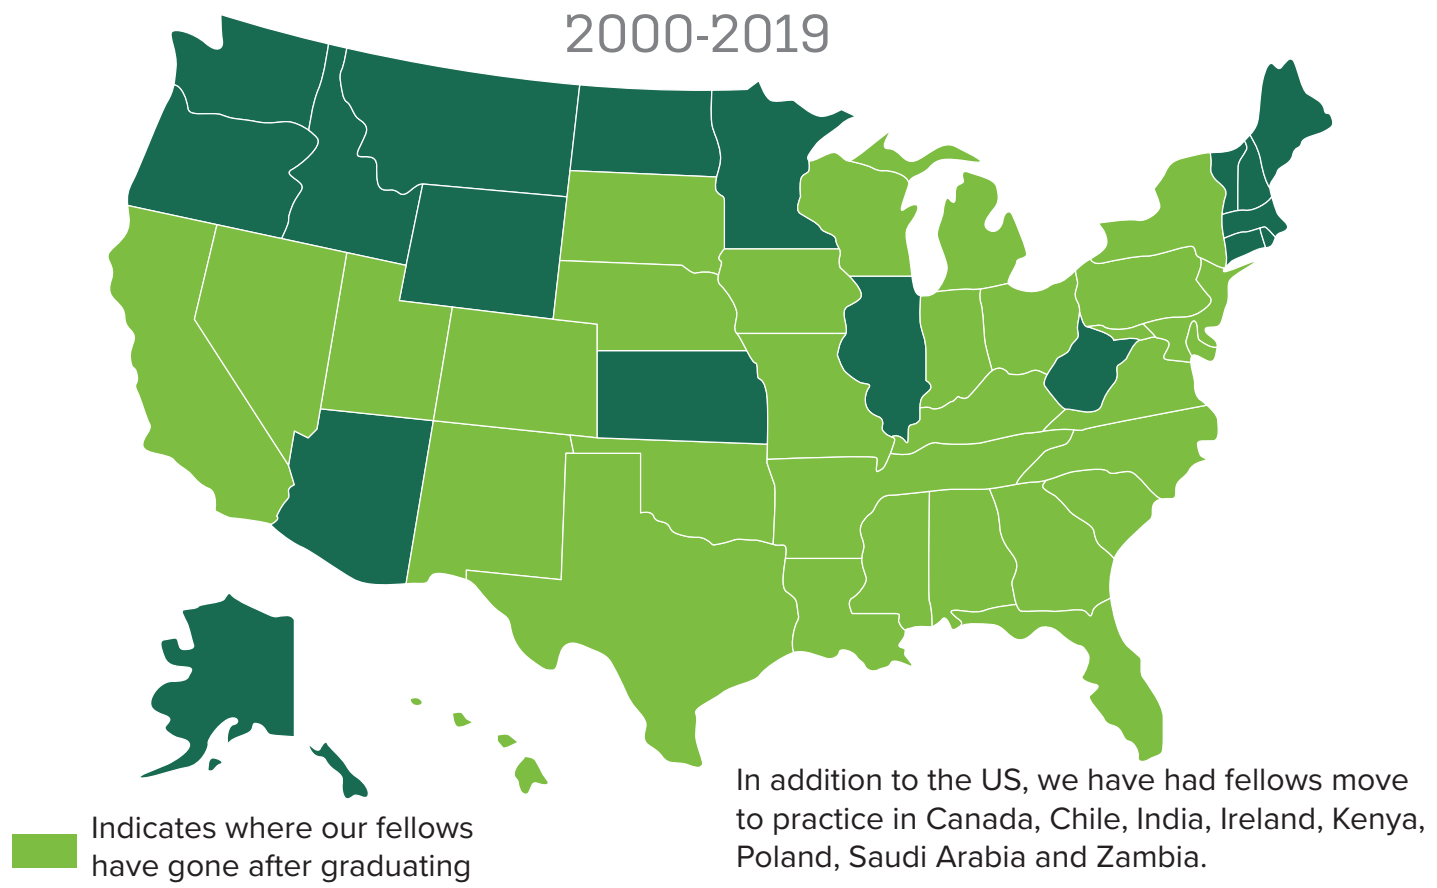 2000-2019
In addition to the US, we have had fellows move
to practice in Canada, Chile, India, Ireland, Kenya,
Poland, Saudi Arabia and Zambia.
Indicates where our fellows
have gone after graduating